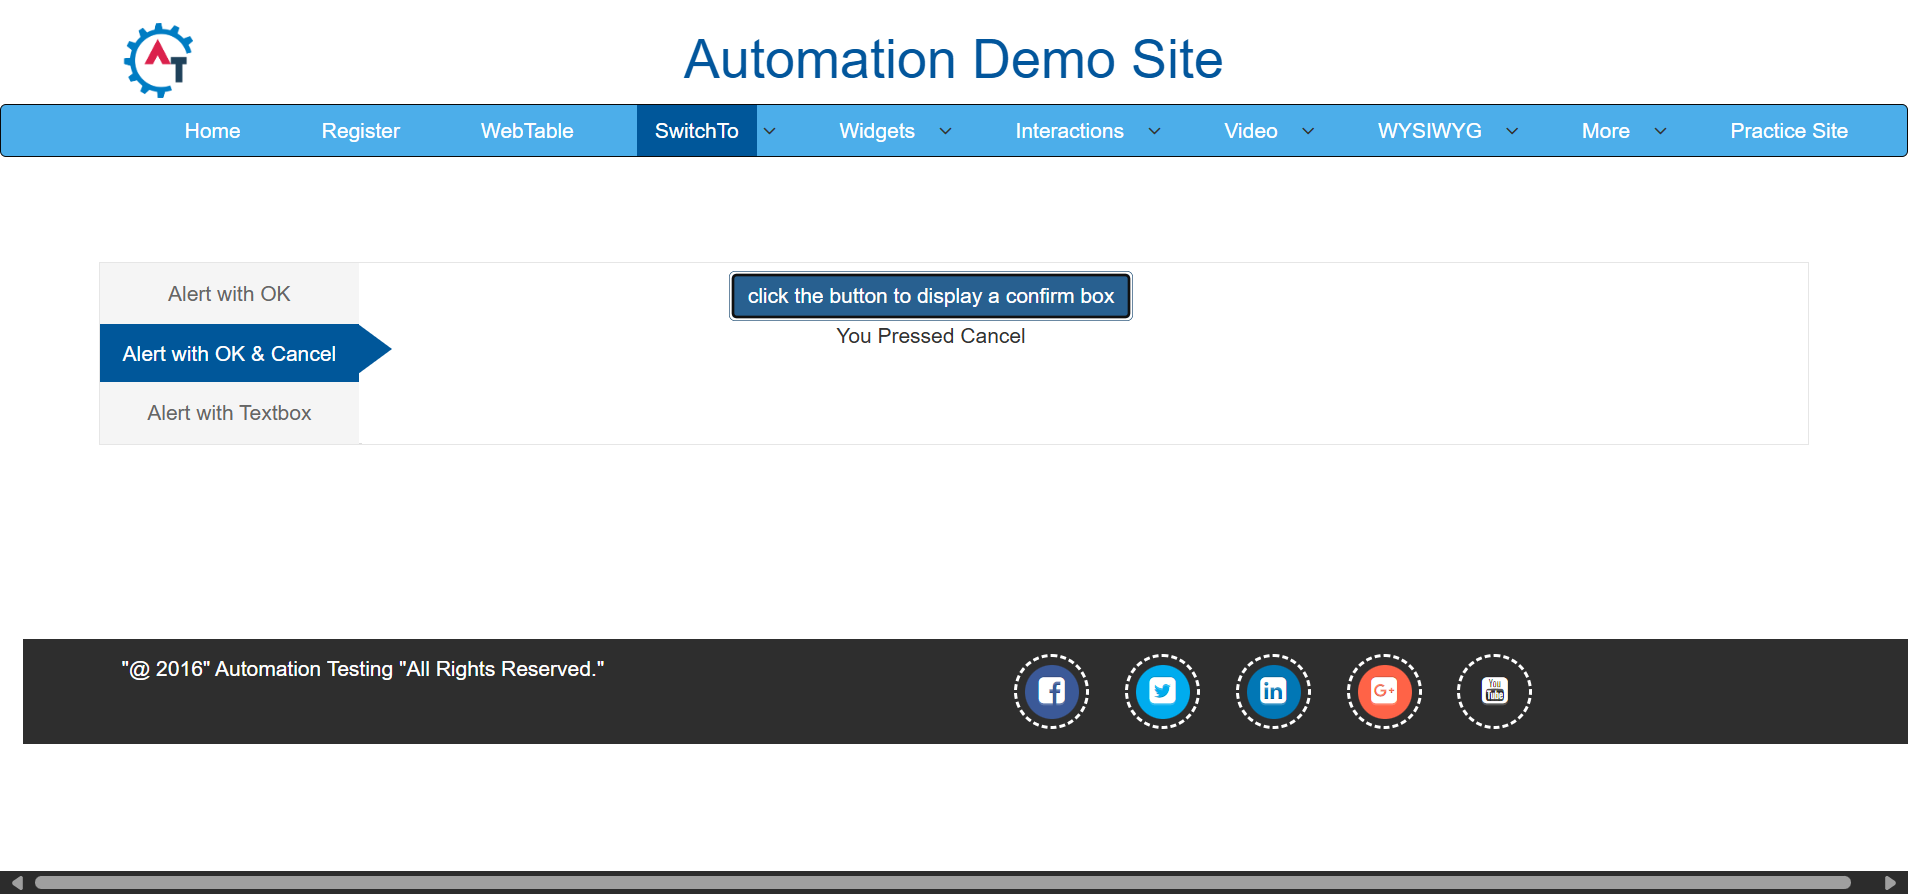 AT
Automation Demo Site
Home Register WebTable SwitchTo Widgets Interactions Video WYSIWYG More Practice Site
Alert with OK
click the button to display a confirm box
You Pressed Cancel
Alert with OK & Cancel
Alert with Textbox
"@ 2016" Automation Testing "All Rights Reserved."
f in G+ You Tube